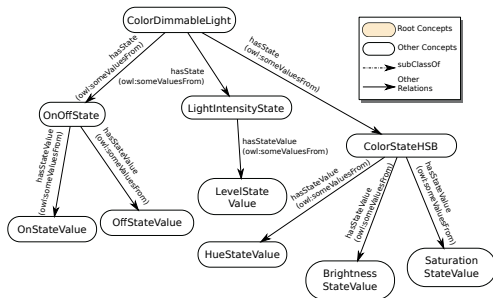 ColorDimmableLight
Root Concepts
Other Concepts
subClassOf
Other
Relations
hasState
(owl:someValuesFrom)
hasState
(owl:someValuesFrom)
hasState
(owl:someValuesFrom)
OnOffState
LightIntensityState
ColorStateHSB
hasStateValue
(owl:someValuesFrom)
hasStateValue
(owl:someValuesFrom)
hasStateValue
(owl:someValuesFrom)
hasStateValue
(owl:someValuesFrom)
hasStateValue
(owl:someValuesFrom)
hasStateValue
(owl:someValuesFrom)
LevelState
Value
OnStateValue
OffStateValue
HueStateValue
Brightness
StateValue
Saturation
StateValue